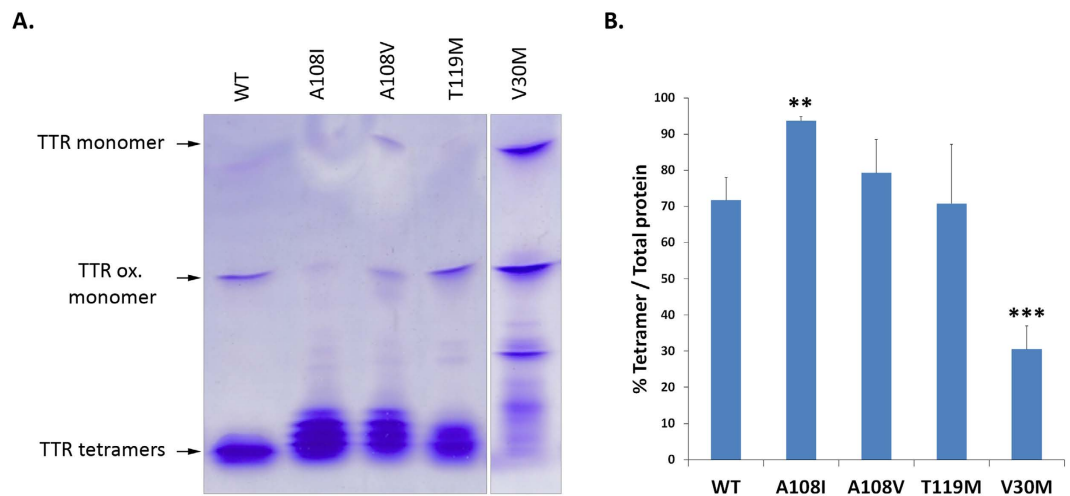 A.
WT
A108I
A108V
T119M
V30M
TTR monomer
TTR ox.
monomer
TTR tetramers
B.
% Tetramer / Total protein
100
90
80
70
60
50
40
30
20
10
0
**
***
WT
A108I
A108V
T119M
V30M